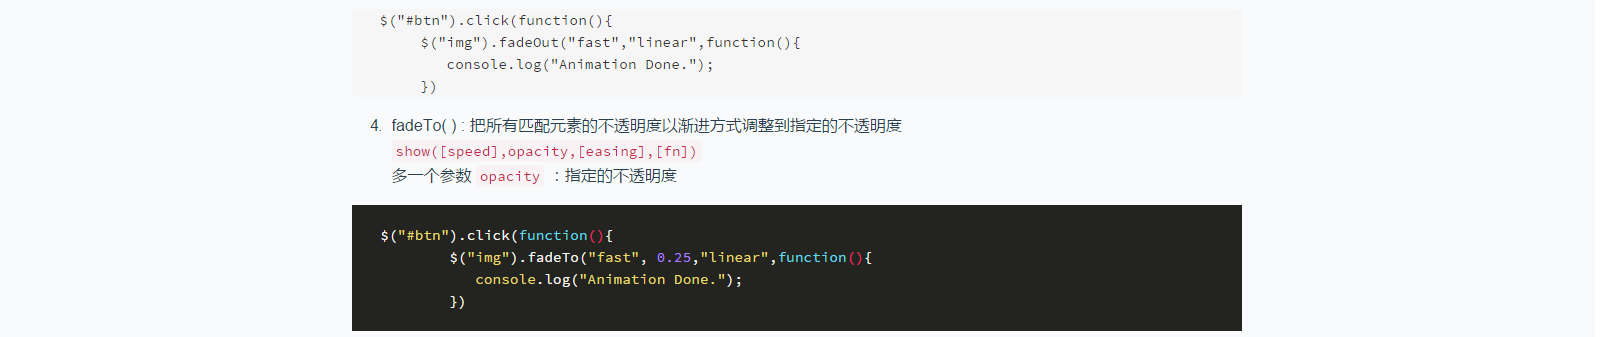 $("#btn").click(function(){
$("img").fadeOut("fast","linear",function(){
console.log("Animation Done.");
})
4. fadeTo( ) : 把所有匹配元素的不透明度以渐进方式调整到指定的不透明度
show([speed],opacity,[easing],[fn])
多一个参数 opacity ：指定的不透明度
$("#btn").click(function(){
$("img").fadeTo("fast", 0.25,"linear",function(){
console.log("Animation Done.");
})